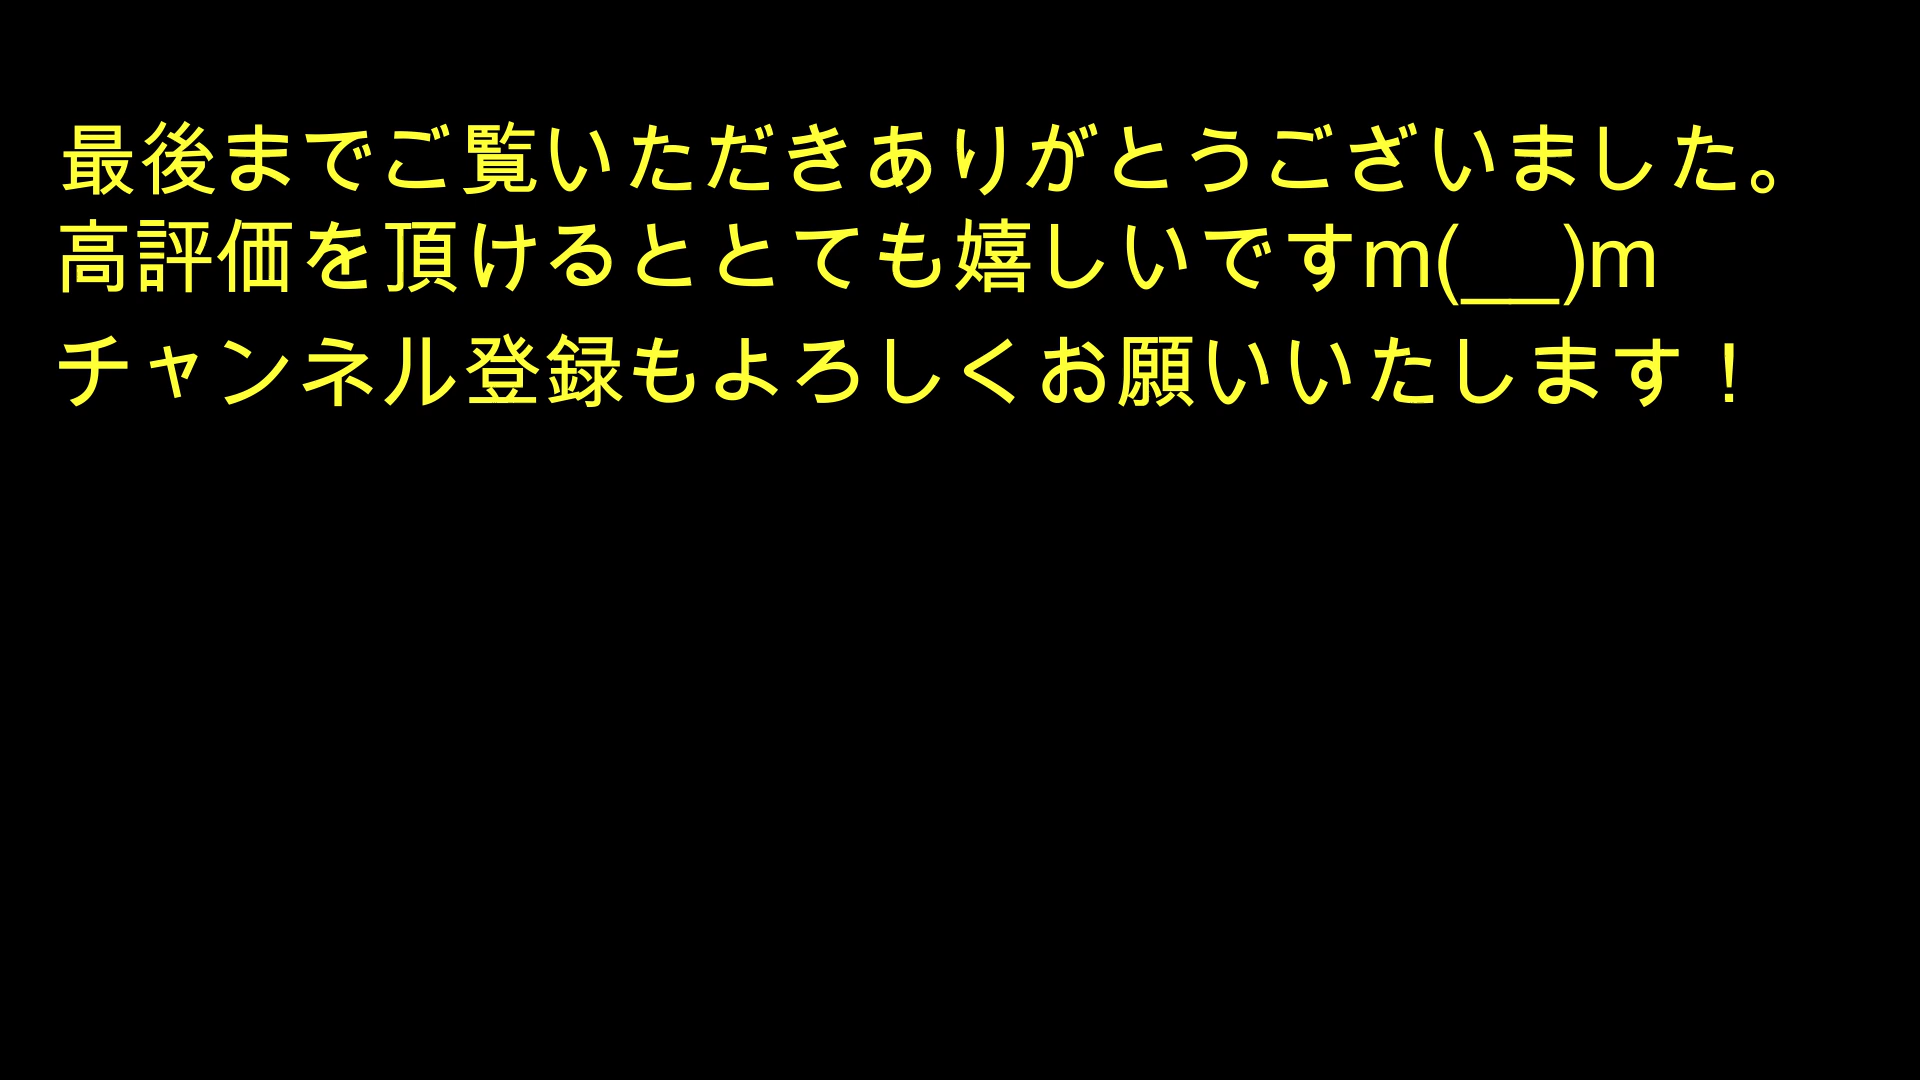 最後までご覧いただきありがとうございました。
高評価を頂けるととても嬉しいですm(__)m
チャンネル登録もよろしくお願いいたします！